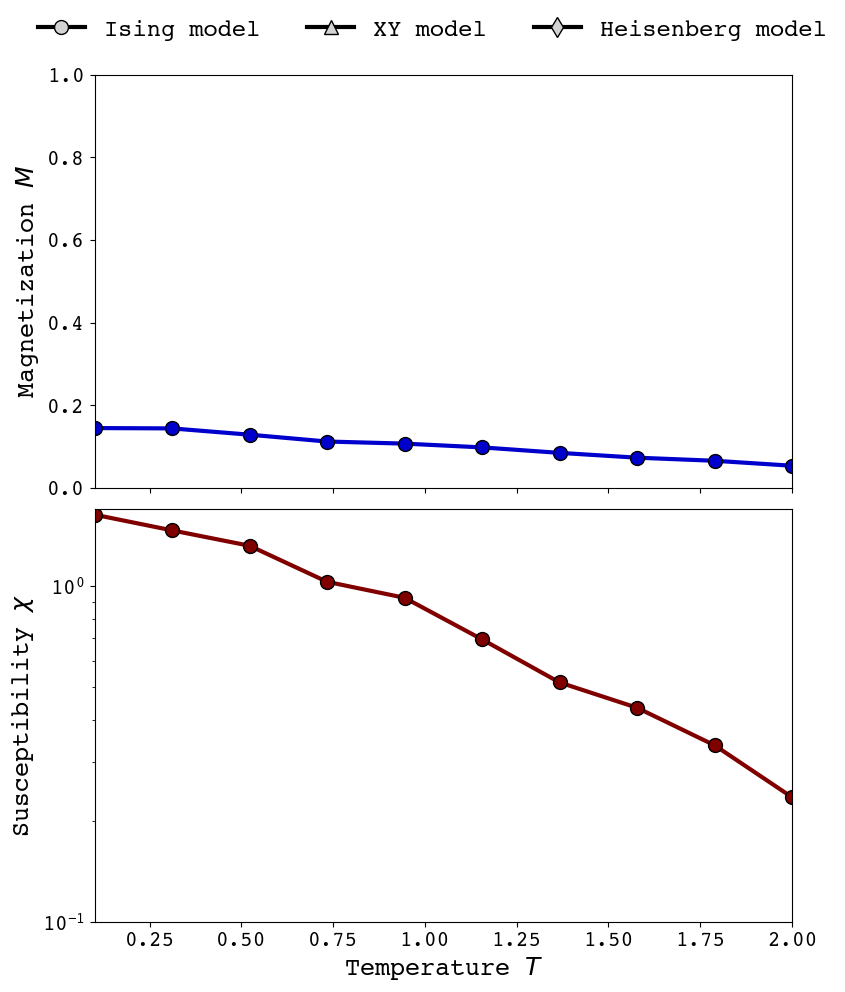 Ising model XY model Heisenberg model
1.0
0.8
0.6
0.4
0.2
0.0
Magnetization M
10⁰
10⁻¹
Susceptibility χ
0.25 0.50 0.75 1.00 1.25 1.50 1.75 2.00
Temperature T